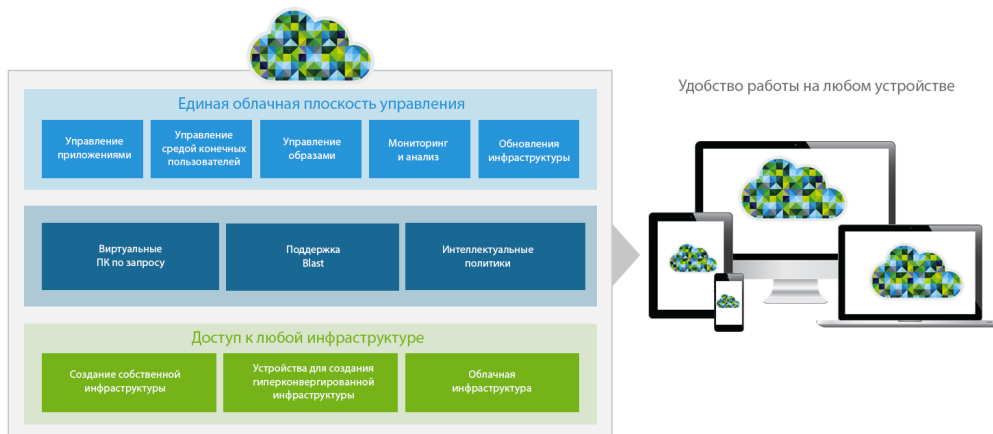 Удобство работы на любом устройстве
Единая облачная плоскость управления
Управление
приложениями
Управление
средой конечных
пользователей
Управление
образами
Мониторинг
и анализ
Обновления
инфраструктуры
Виртуальные
ПК по запросу
Поддержка
Blast
Интеллектуальные
политики
Доступ к любой инфраструктуре
Создание собственной
инфраструктуры
Устройства для создания
гиперконвергированной
инфраструктуры
Облачная
инфраструктура